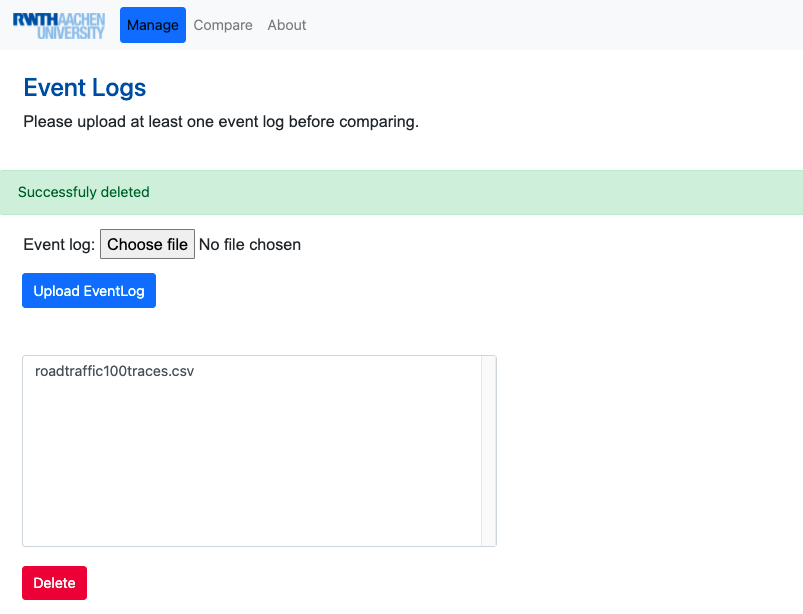 RWTHAACHEN
UNIVERSITY
Manage Compare About
Event Logs
Please upload at least one event log before comparing.
Successfuly deleted
Event log: Choose file No file chosen
Upload EventLog
roadtraffic100traces.csv
Delete